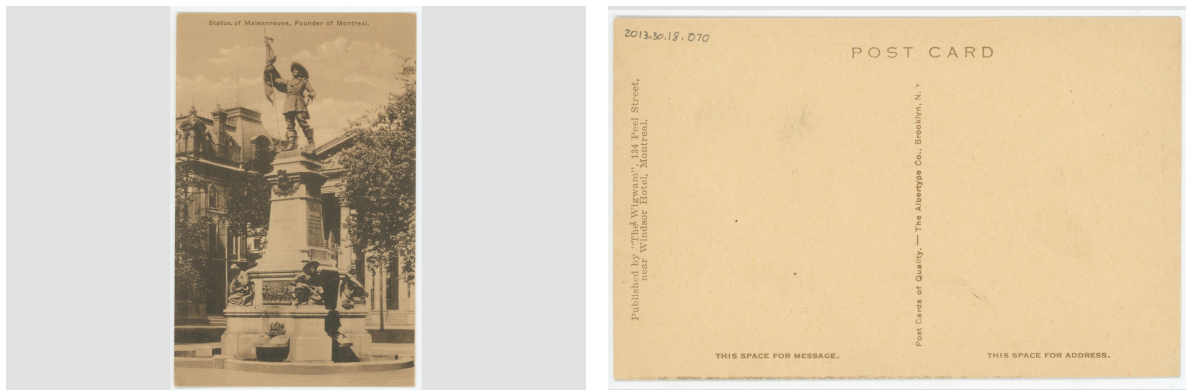 Statue of Maisonneuve, Founder of Montreal.
2013.30.18.070
POST CARD
Published by "The Wigwam", 134 Peel Street,
near Windsor Hotel, Montreal.
Post Cards of Quality. — The Albertype Co., Brooklyn, N. Y
THIS SPACE FOR MESSAGE.
THIS SPACE FOR ADDRESS.